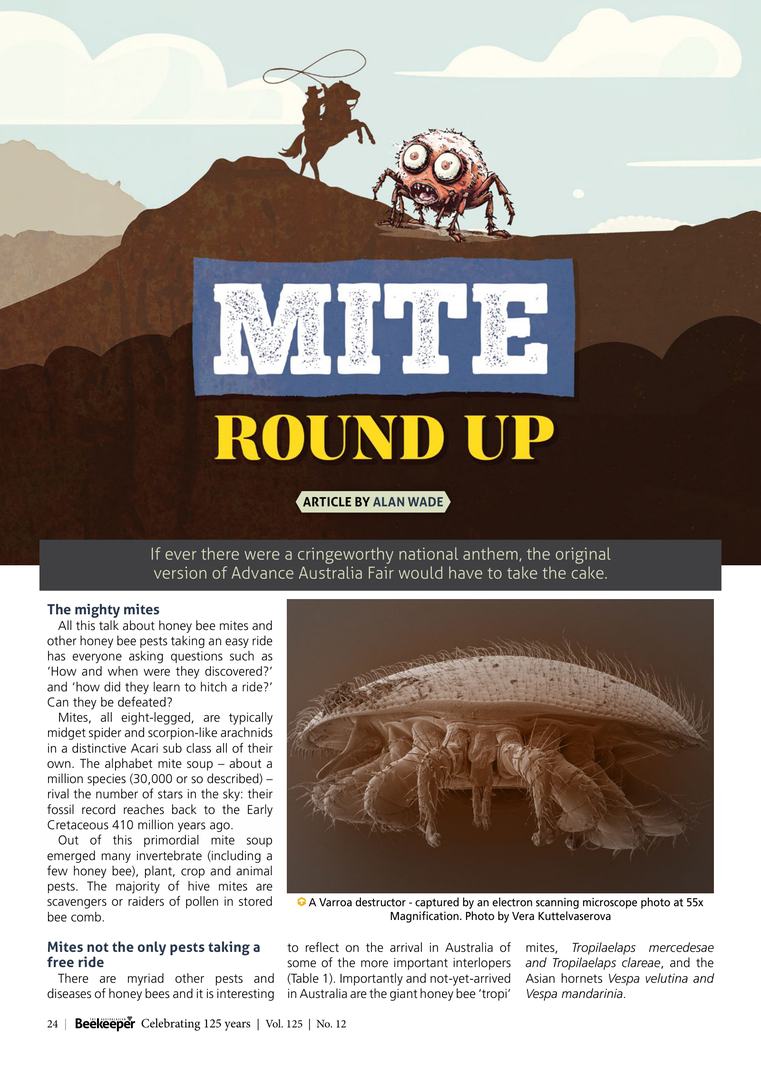 MITE
ROUND UP
ARTICLE BY ALAN WADE
If ever there were a cringeworthy national anthem, the original
version of Advance Australia Fair would have to take the cake.
The mighty mites
All this talk about honey bee mites and
other honey bee pests taking an easy ride
has everyone asking questions such as
‘How and when were they discovered?’
and ‘how did they learn to hitch a ride?’
Can they be defeated?
Mites, all eight-legged, are typically
midget spider and scorpion-like arachnids
in a distinctive Acari sub class all of their
own. The alphabet mite soup – about a
million species (30,000 or so described) –
rival the number of stars in the sky: their
fossil record reaches back to the Early
Cretaceous 410 million years ago.
Out of this primordial mite soup
emerged many invertebrate (including a
few honey bee), plant, crop and animal
pests. The majority of hive mites are
scavengers or raiders of pollen in stored
bee comb.
A Varroa destructor - captured by an electron scanning microscope photo at 55x
Magnification. Photo by Vera Kuttelvaserova
Mites not the only pests taking a
free ride
There are myriad other pests and
diseases of honey bees and it is interesting
to reflect on the arrival in Australia of
some of the more important interlopers
(Table 1). Importantly and not-yet-arrived
in Australia are the giant honey bee ‘tropi’
mites, Tropilaelaps mercedesae
and Tropilaelaps clareae, and the
Asian hornets Vespa velutina and
Vespa mandarinia.
24 | Beekeeper Celebrating 125 years | Vol. 125 | No. 12